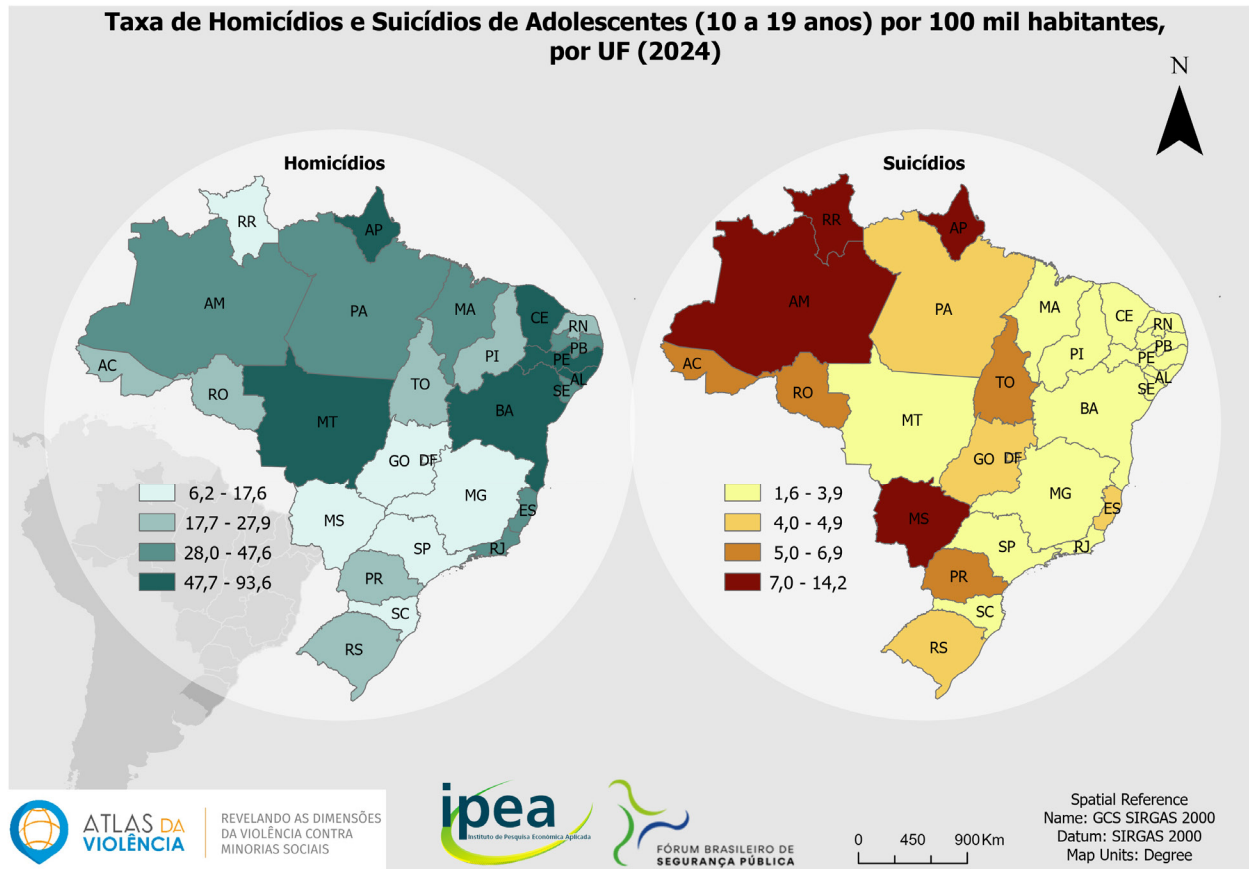 Taxa de Homicídios e Suicídios de Adolescentes (10 a 19 anos) por 100 mil habitantes,
por UF (2024)
N
Homicídios
RR
AP
AM
PA
MA
CE
RN
PB
PE
PI
AL
SE
AC
RO
TO
MT
BA
GO
DF
MG
ES
MS
SP
RJ
PR
SC
RS
6,2 - 17,6
17,7 - 27,9
28,0 - 47,6
47,7 - 93,6
Suicídios
RR
AP
AM
PA
MA
CE
RN
PB
PE
PI
AL
SE
AC
RO
TO
MT
BA
GO
DF
MG
ES
MS
SP
RJ
PR
SC
RS
1,6 - 3,9
4,0 - 4,9
5,0 - 6,9
7,0 - 14,2
ATLAS DA
VIOLÊNCIA
REVELANDO AS DIMENSÕES
DA VIOLÊNCIA CONTRA
MINORIAS SOCIAIS
ipea
Instituto de Pesquisa Econômica Aplicada
FÓRUM BRASILEIRO DE
SEGURANÇA PÚBLICA
0 450 900 Km
Spatial Reference
Name: GCS SIRGAS 2000
Datum: SIRGAS 2000
Map Units: Degree